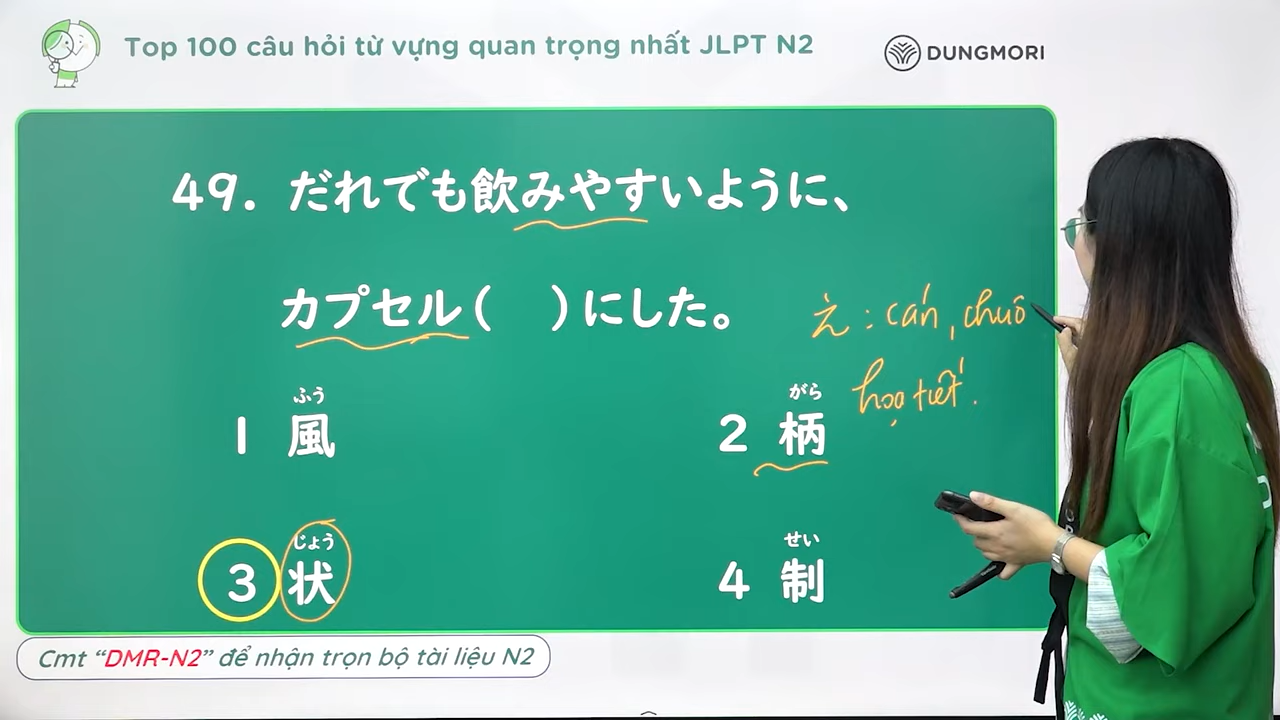 Top 100 câu hỏi từ vựng quan trọng nhất JLPT N2
DUNGMORI
49. だれでも飲みやすいように、
カプセル( )にした。
え : cán, chuô
hoạ tiết.
ふう
1 風
がら
2 柄
じょう
3 状
せい
4 制
Cmt “DMR-N2” để nhận trọn bộ tài liệu N2